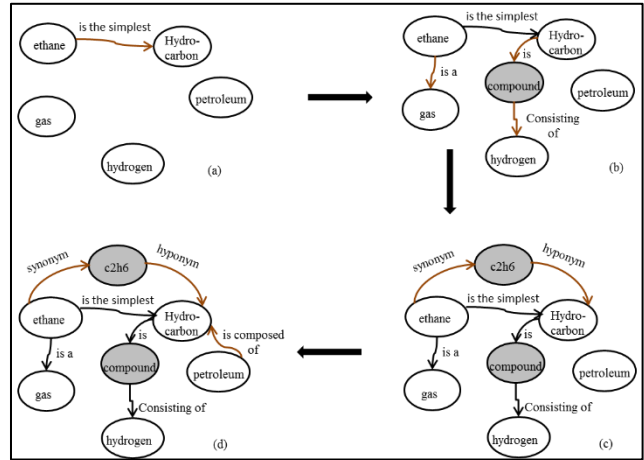 is the simplest
ethane
Hydro-
carbon
petroleum
gas
hydrogen
(a)
is the simplest
ethane
Hydro-
carbon
is
is a
compound
petroleum
gas
Consisting
of
hydrogen
(b)
synonym
c2h6
hyponym
is the simplest
ethane
Hydro-
carbon
is
is composed
of
is a
compound
petroleum
gas
Consisting of
hydrogen
(d)
synonym
c2h6
hyponym
is the simplest
ethane
Hydro-
carbon
is
is a
compound
petroleum
gas
Consisting of
hydrogen
(c)